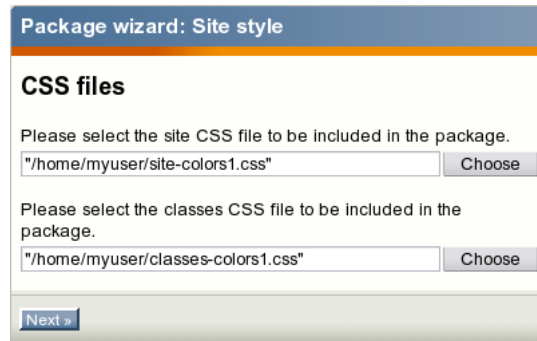 Package wizard: Site style
CSS files
Please select the site CSS file to be included in the package.
"/home/myuser/site-colors1.css" Choose
Please select the classes CSS file to be included in the
package.
"/home/myuser/classes-colors1.css" Choose
Next »